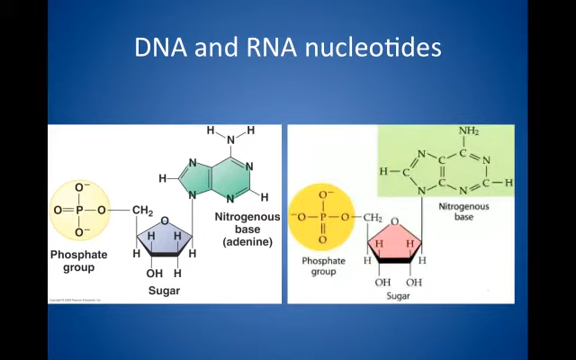 DNA and RNA nucleotides
H
H
N
N
N
H
N
N
H
O⁻
O=P—O
O⁻
CH₂
O
H
H
H
H
OH
H
Phosphate
group
Sugar
Nitrogenous
base
(adenine)
NH₂
N
C
C
N
H—C
C
C—H
N
N
O⁻
⁻O—P—O
O
CH₂
O
H
H
H
H
OH
OH
Phosphate
group
Sugar
Nitrogenous
base